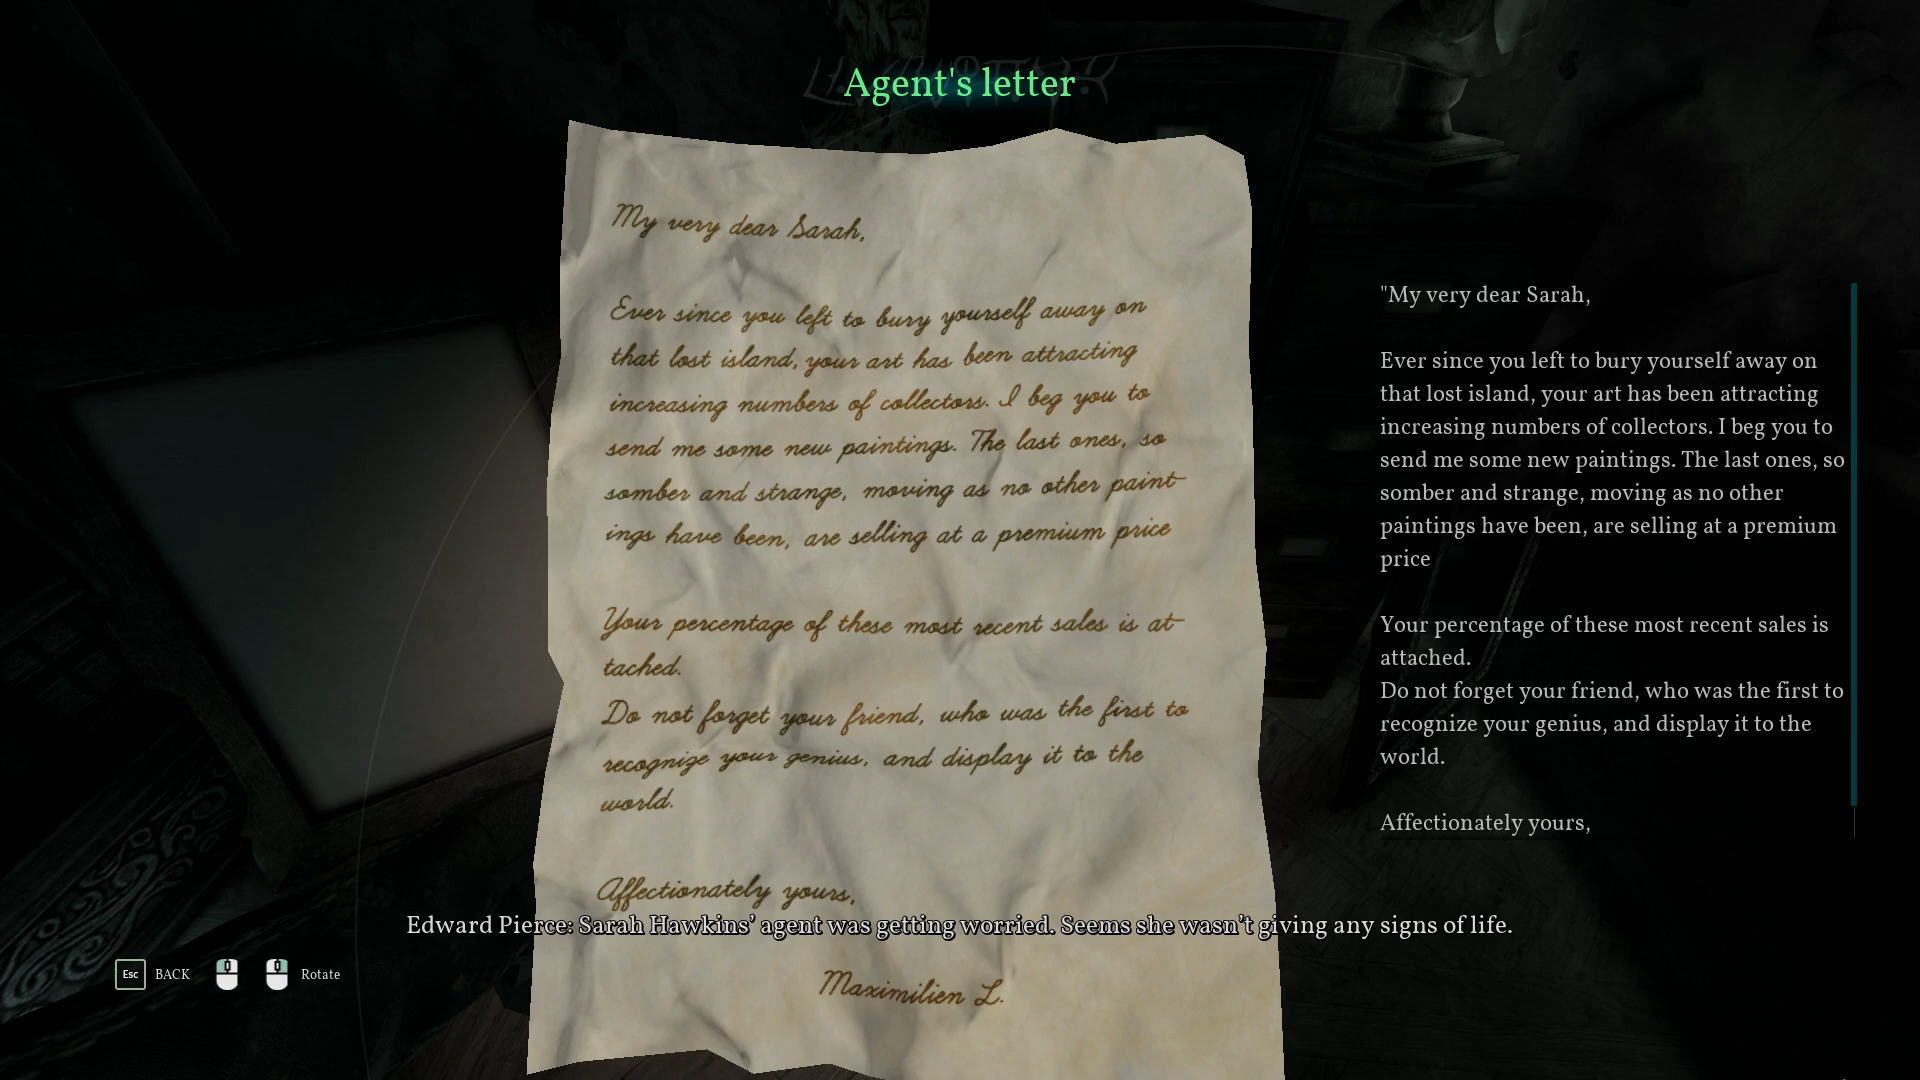 Agent's letter
My very dear Sarah,
Ever since you left to bury yourself away on
that lost island, your art has been attracting
increasing numbers of collectors. I beg you to
send me some new paintings. The last ones, so
somber and strange, moving as no other paint-
ings have been, are selling at a premium price
Your percentage of these most recent sales is at-
tached.
Do not forget your friend, who was the first to
recognize your genius, and display it to the
world.
Affectionately yours,
Maximilien L.
"My very dear Sarah,
Ever since you left to bury yourself away on
that lost island, your art has been attracting
increasing numbers of collectors. I beg you to
send me some new paintings. The last ones, so
somber and strange, moving as no other
paintings have been, are selling at a premium
price
Your percentage of these most recent sales is
attached.
Do not forget your friend, who was the first to
recognize your genius, and display it to the
world.
Affectionately yours,
Edward Pierce: Sarah Hawkins' agent was getting worried. Seems she wasn't giving any signs of life.
Esc BACK Rotate